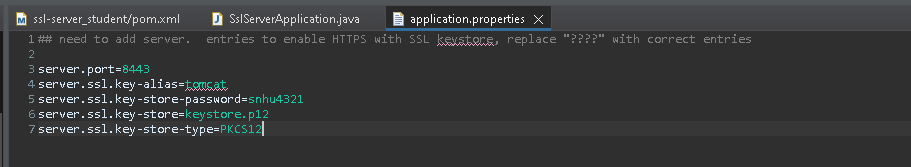 ssl-server_student/pom.xml SslServerApplication.java application.properties
1 ## need to add server.  entries to enable HTTPS with SSL keystore, replace "????" with correct entries
2
3 server.port=8443
4 server.ssl.key-alias=tomcat
5 server.ssl.key-store-password=snhu4321
6 server.ssl.key-store=keystore.p12
7 server.ssl.key-store-type=PKCS12